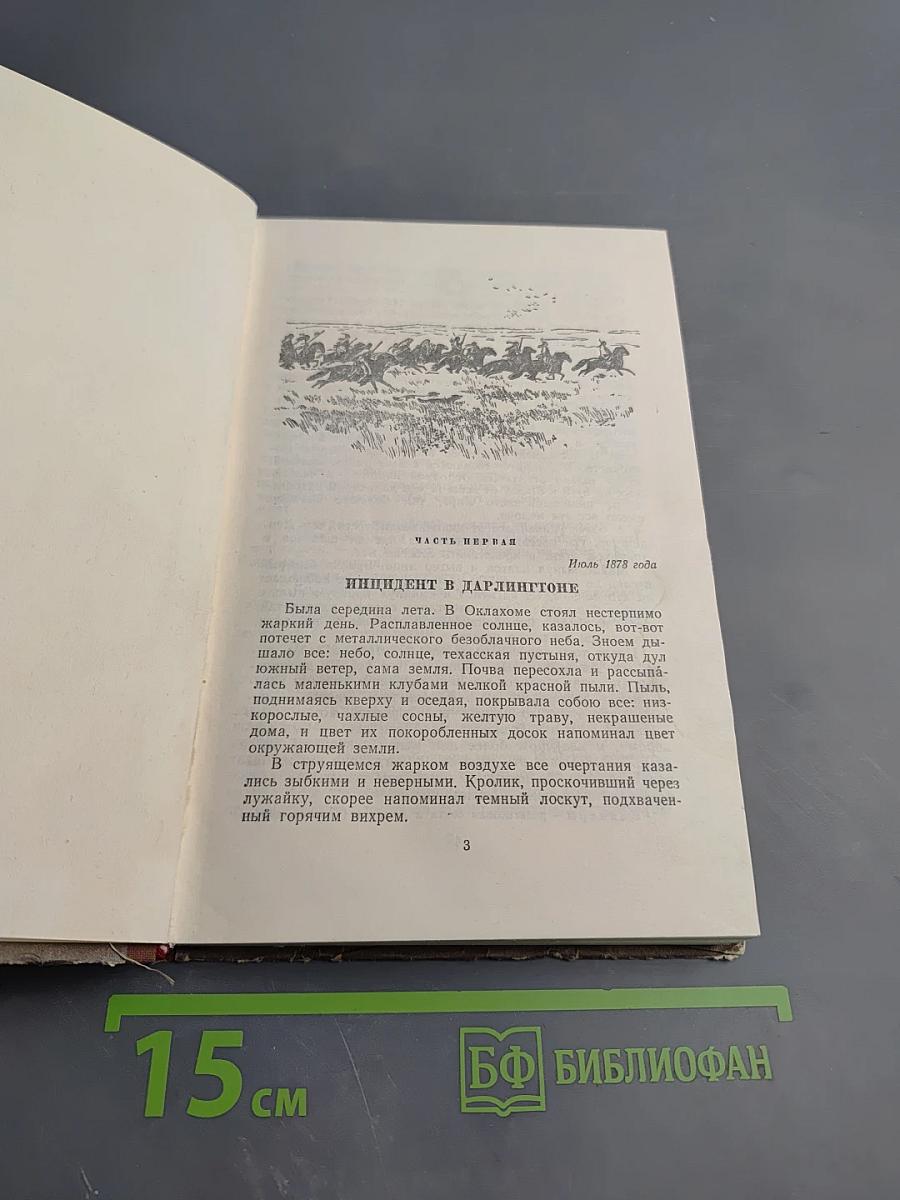 ЧАСТЬ ПЕРВАЯ
Июль 1878 года
ИНЦИДЕНТ В ДАРЛИНГТОНЕ
Была середина лета. В Оклахоме стоял нестерпимо
жаркий день. Расплавленное солнце, казалось, вот-вот
потечет с металлического безоблачного неба. Зноем ды-
шало все: небо, солнце, техасская пустыня, откуда дул
южный ветер, сама земля. Почва пересохла и рассыпа́-
лась маленькими клубами мелкой красной пыли. Пыль,
поднимаясь кверху и оседая, покрывала собою все: низ-
корослые, чахлые сосны, желтую траву, некрашеные
дома, и цвет их покоробленных досок напоминал цвет
окружающей земли.
В струящемся жарком воздухе все очертания каза-
лись зыбкими и неверными. Кролик, проскочивший через
лужайку, скорее напоминал темный лоскут, подхвачен-
ный горячим вихрем.
3
15 см
БФ БИБЛИОФАН